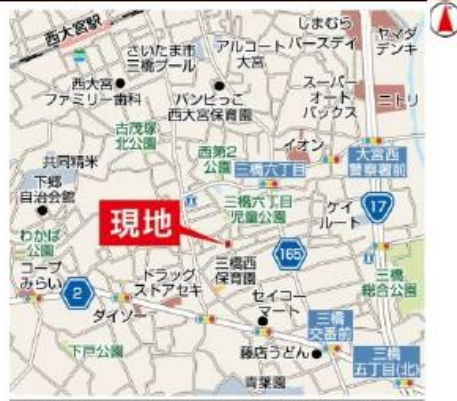 西大宮駅
しまむら
バースデイ
ヤマダ
デンキ
さいたま市
三橋プール
アルコート
大宮
西大宮
ファミリー歯科
バンビっこ
西大宮保育園
スーパー
オート
バックス
ニトリ
古茂塚
北公園
西第2
公園
イオン
大宮西
警察署前
共同精米
三橋六丁目
下郷
自治会館
三橋六丁目
児童公園
ケイ
ルート
17
現地
わかば
公園
165
コープ
みらい
三橋西
保育園
三橋
総合公園
2
ドラッグ
ストアセキ
セイコー
マート
ダイソー
三橋
交番前
下戸公園
藤店うどん
三橋
五丁目(北)
青葉園